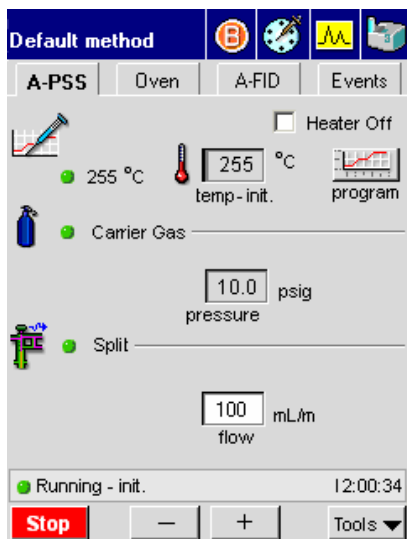 Default method
B
A-PSS Oven A-FID Events
Heater Off
255 °C 255 °C
temp-init. program
Carrier Gas
10.0 psig
pressure
Split
100 mL/m
flow
Running - init. 12:00:34
Stop − + Tools